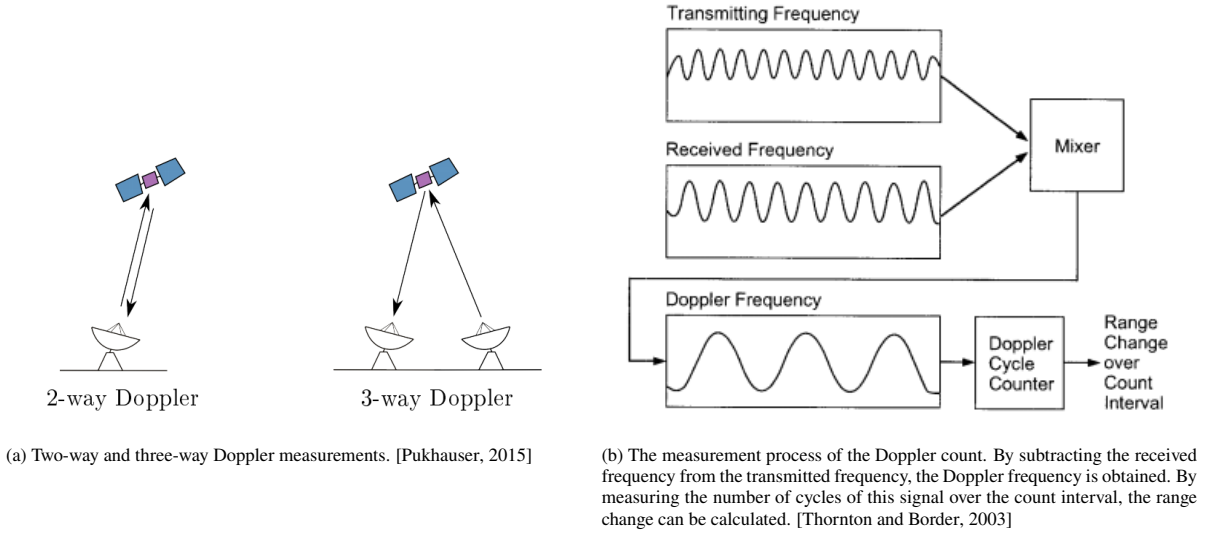 2-way Doppler
3-way Doppler
(a) Two-way and three-way Doppler measurements. [Pukhauser, 2015]
Transmitting Frequency
Received Frequency
Mixer
Doppler Frequency
Doppler
Cycle
Counter
Range
Change
over
Count
Interval
(b) The measurement process of the Doppler count. By subtracting the received
frequency from the transmitted frequency, the Doppler frequency is obtained. By
measuring the number of cycles of this signal over the count interval, the range
change can be calculated. [Thornton and Border, 2003]